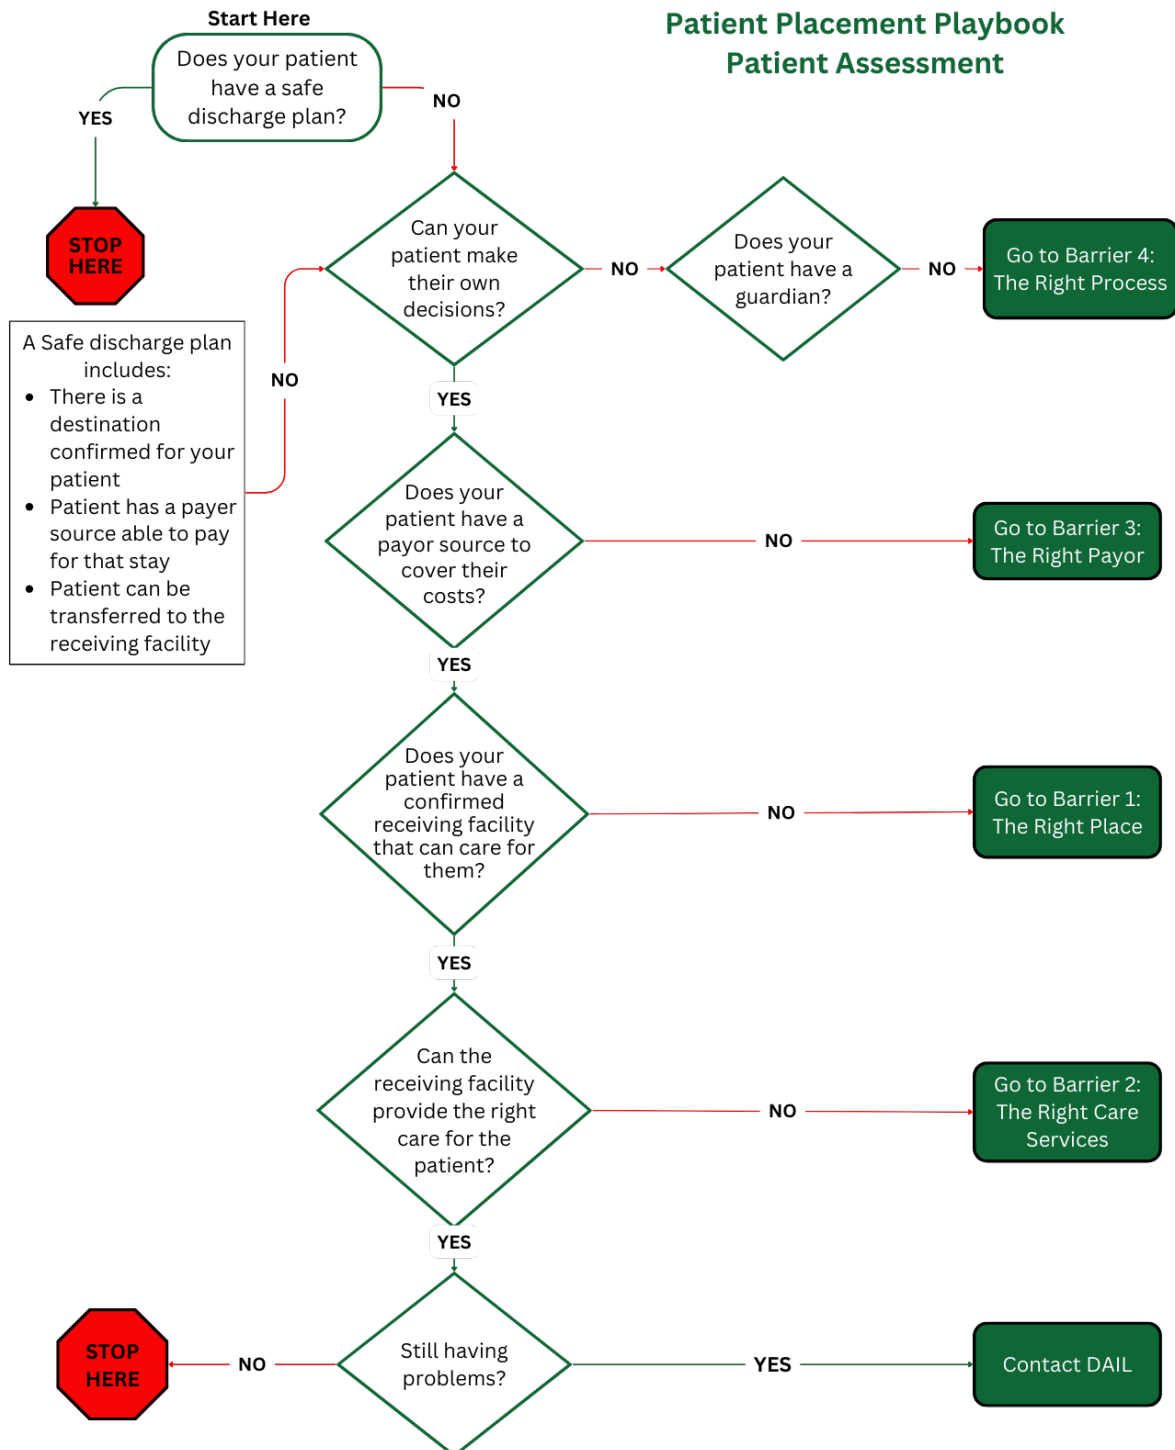 Start Here
Patient Placement Playbook
Patient Assessment
Does your patient
have a safe
discharge plan?
YES
NO
STOP
HERE
Can your
patient make
their own
decisions?
NO
Does your
patient have a
guardian?
NO
Go to Barrier 4:
The Right Process
A Safe discharge plan
includes:
• There is a
destination
confirmed for your
patient
• Patient has a payer
source able to pay
for that stay
• Patient can be
transferred to the
receiving facility
NO
YES
Does your
patient have a
payor source to
cover their
costs?
NO
Go to Barrier 3:
The Right Payor
YES
Does your
patient have a
confirmed
receiving facility
that can care for
them?
NO
Go to Barrier 1:
The Right Place
YES
Can the
receiving facility
provide the right
care for the
patient?
NO
Go to Barrier 2:
The Right Care
Services
YES
STOP
HERE
NO
Still having
problems?
YES
Contact DAIL